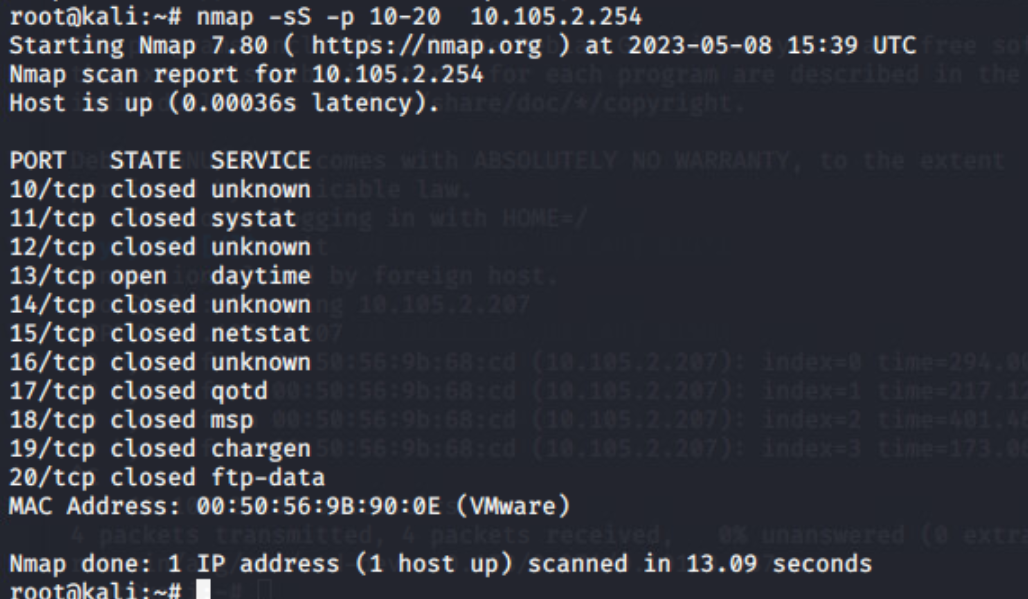 root@kali:~# nmap -sS -p 10-20  10.105.2.254
Starting Nmap 7.80 ( https://nmap.org ) at 2023-05-08 15:39 UTC
Nmap scan report for 10.105.2.254
Host is up (0.00036s latency).
PORT   STATE  SERVICE
10/tcp closed unknown
11/tcp closed systat
12/tcp closed unknown
13/tcp open   daytime
14/tcp closed unknown
15/tcp closed netstat
16/tcp closed unknown
17/tcp closed qotd
18/tcp closed msp
19/tcp closed chargen
20/tcp closed ftp-data
MAC Address: 00:50:56:9B:90:0E (VMware)
Nmap done: 1 IP address (1 host up) scanned in 13.09 seconds
root@kali:~#